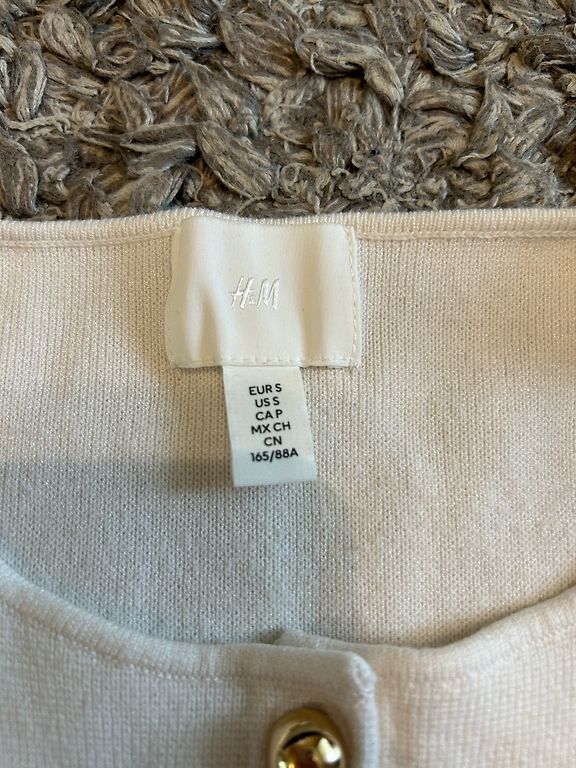 H&M
EUR S
US S
CA P
MX CH
CN
165/88A